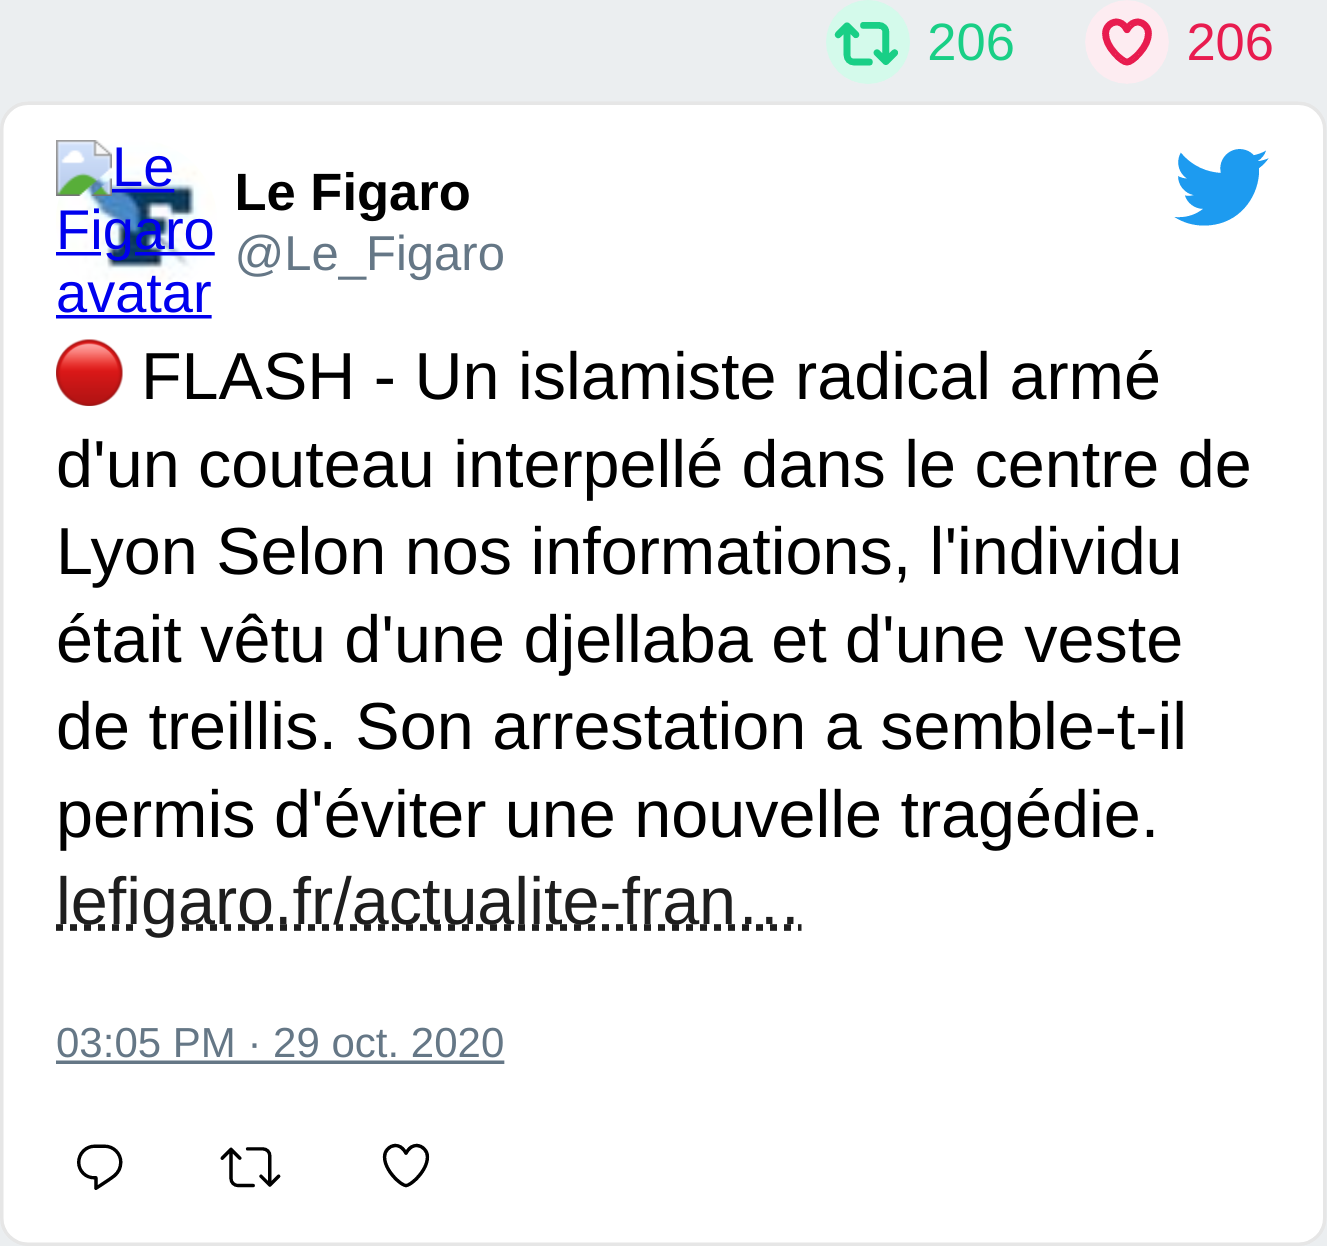 206 206
Le
Figaro
avatar
Le Figaro
@Le_Figaro
🔴 FLASH - Un islamiste radical armé
d'un couteau interpellé dans le centre de
Lyon Selon nos informations, l'individu
était vêtu d'une djellaba et d'une veste
de treillis. Son arrestation a semble-t-il
permis d'éviter une nouvelle tragédie.
lefigaro.fr/actualite-fran…
03:05 PM · 29 oct. 2020